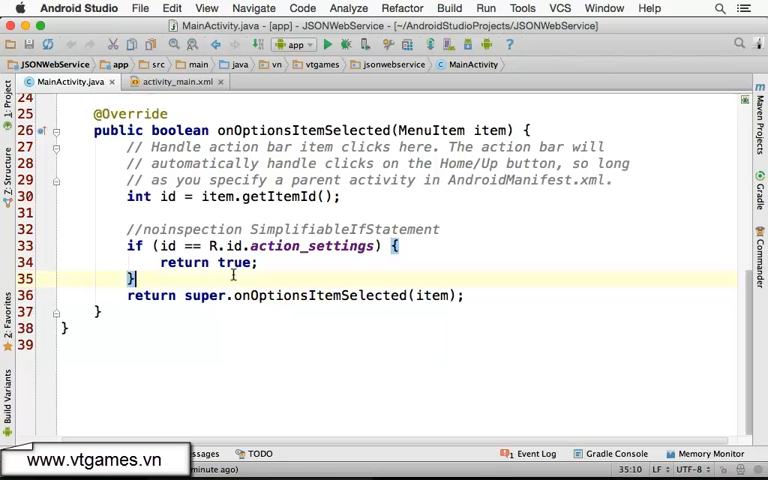 Android Studio File Edit View Navigate Code Analyze Refactor Build Run Tools VCS Window
MainActivity.java - [app] - JSONWebService - [~/AndroidStudioProjects/JSONWebService]
app
JSONWebService app src main java vn vtgames jsonwebservice MainActivity
MainActivity.java activity_main.xml
1: Project
7: Structure
2: Favorites
Build Variants
24
25 @Override
26 public boolean onOptionsItemSelected(MenuItem item) {
27 // Handle action bar item clicks here. The action bar will
28 // automatically handle clicks on the Home/Up button, so long
29 // as you specify a parent activity in AndroidManifest.xml.
30 int id = item.getItemId();
31
32 //noinspection SimplifiableIfStatement
33 if (id == R.id.action_settings) {
34 return true;
35 }
36 return super.onOptionsItemSelected(item);
37 }
38 }
39
Maven Projects
Gradle
Commander
TODO Event Log Gradle Console Memory Monitor
35:10 LF UTF-8
www.vtgames.vn